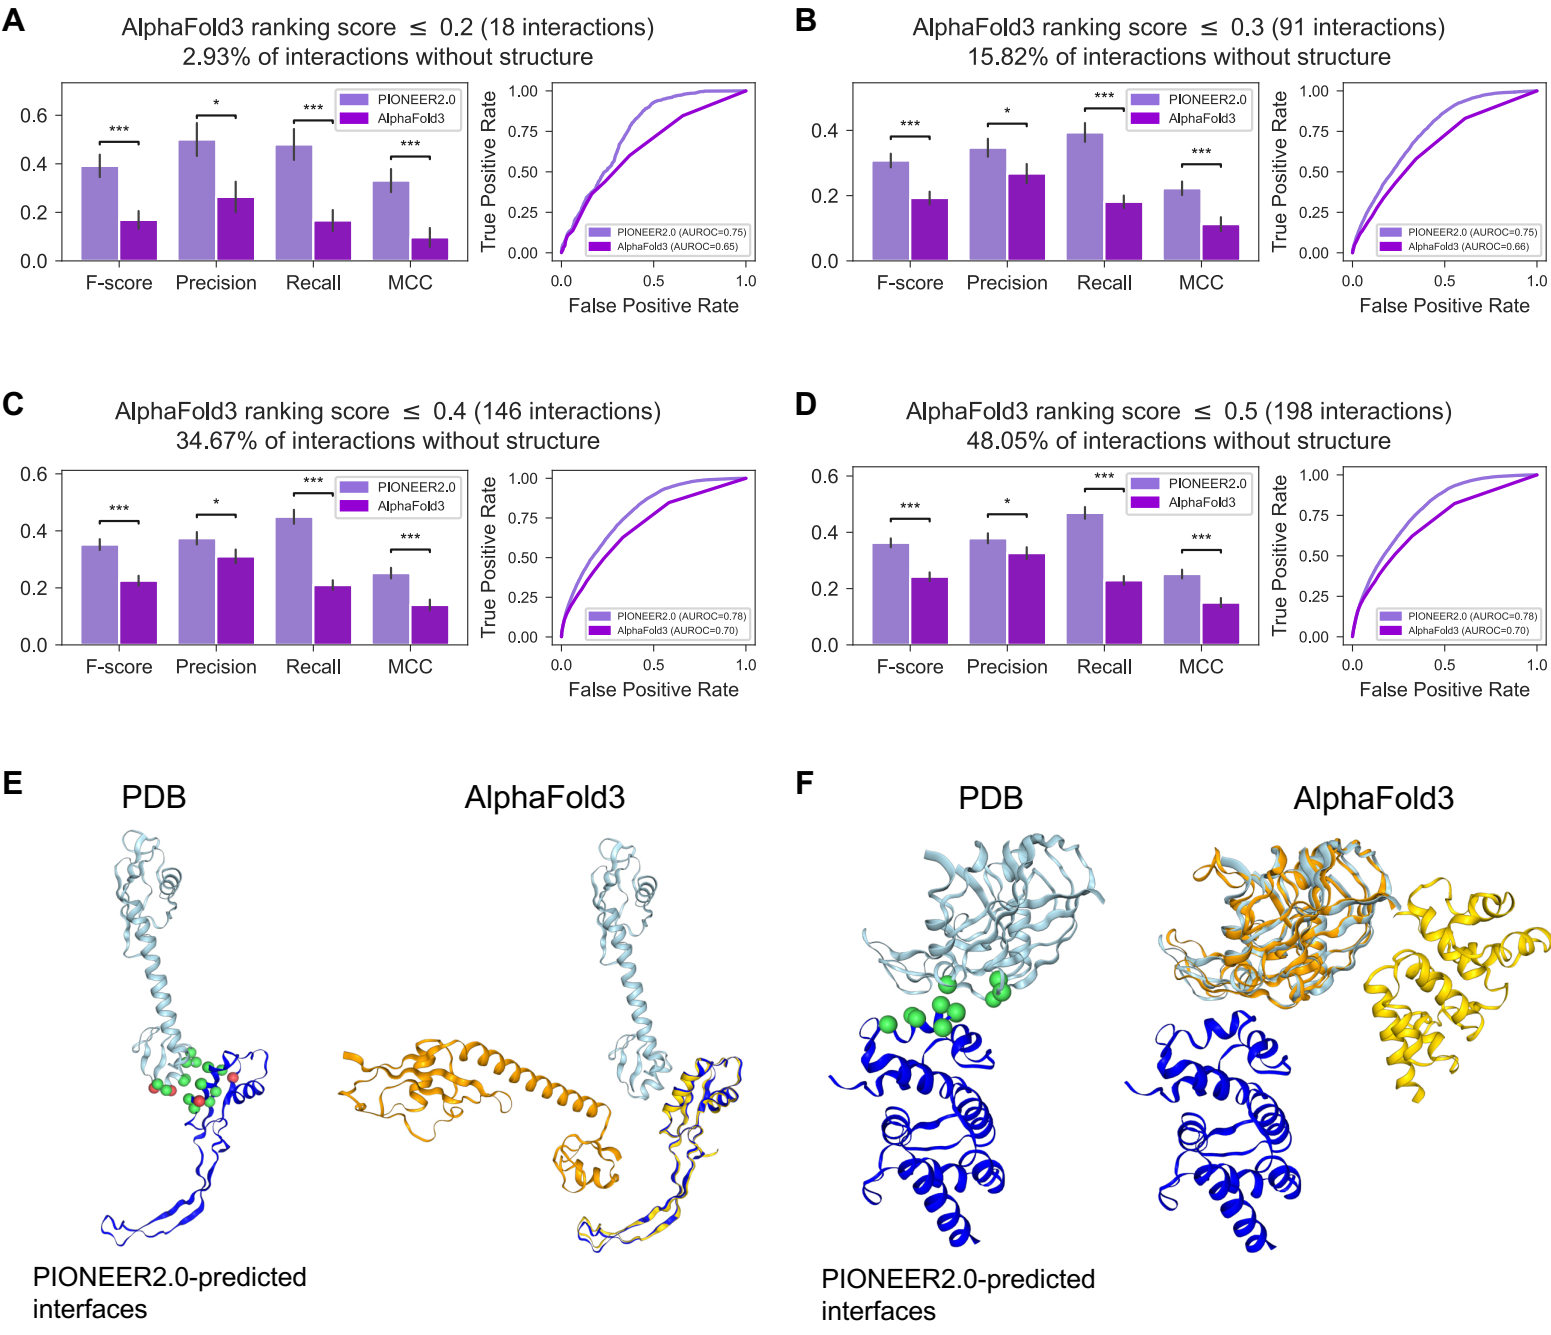 A
AlphaFold3 ranking score ≤ 0.2 (18 interactions)
2.93% of interactions without structure
0.6
0.4
0.2
0.0
***
*
***
***
PIONEER2.0
AlphaFold3
F-score
Precision
Recall
MCC
True Positive Rate
1.00
0.75
0.50
0.25
0.00
PIONEER2.0 (AUROC=0.75)
AlphaFold3 (AUROC=0.65)
0.0
0.5
1.0
False Positive Rate
B
AlphaFold3 ranking score ≤ 0.3 (91 interactions)
15.82% of interactions without structure
0.4
0.2
0.0
***
*
***
***
PIONEER2.0
AlphaFold3
F-score
Precision
Recall
MCC
True Positive Rate
1.00
0.75
0.50
0.25
0.00
PIONEER2.0 (AUROC=0.75)
AlphaFold3 (AUROC=0.66)
0.0
0.5
1.0
False Positive Rate
C
AlphaFold3 ranking score ≤ 0.4 (146 interactions)
34.67% of interactions without structure
0.6
0.4
0.2
0.0
***
*
***
***
PIONEER2.0
AlphaFold3
F-score
Precision
Recall
MCC
True Positive Rate
1.00
0.75
0.50
0.25
0.00
PIONEER2.0 (AUROC=0.78)
AlphaFold3 (AUROC=0.70)
0.0
0.5
1.0
False Positive Rate
D
AlphaFold3 ranking score ≤ 0.5 (198 interactions)
48.05% of interactions without structure
0.6
0.4
0.2
0.0
***
*
***
***
PIONEER2.0
AlphaFold3
F-score
Precision
Recall
MCC
True Positive Rate
1.00
0.75
0.50
0.25
0.00
PIONEER2.0 (AUROC=0.78)
AlphaFold3 (AUROC=0.70)
0.0
0.5
1.0
False Positive Rate
E
PDB
AlphaFold3
PIONEER2.0-predicted
interfaces
F
PDB
AlphaFold3
PIONEER2.0-predicted
interfaces